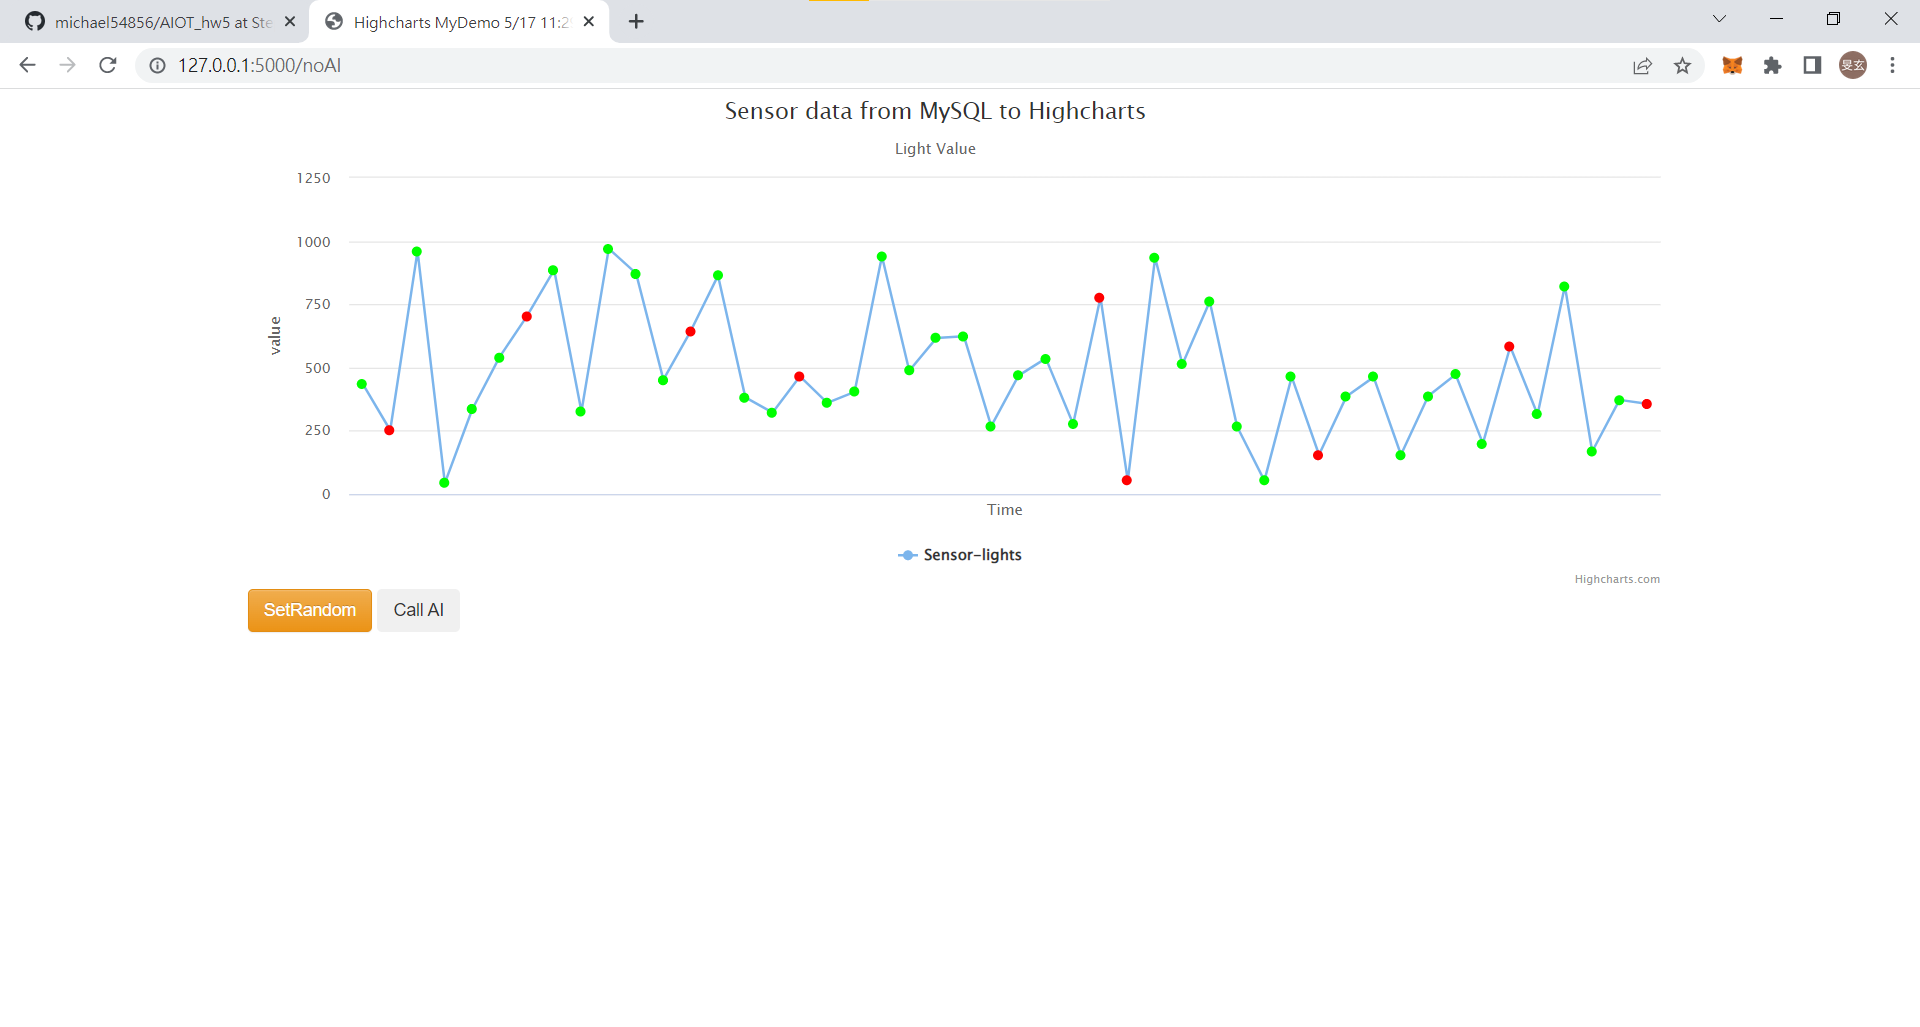 michael54856/AIOT_hw5 at Ste
Highcharts MyDemo 5/17 11:2
127.0.0.1:5000/noAI
旻玄
Sensor data from MySQL to Highcharts
Light Value
1250
1000
750
500
250
0
value
Time
Sensor-lights
Highcharts.com
SetRandom
Call AI